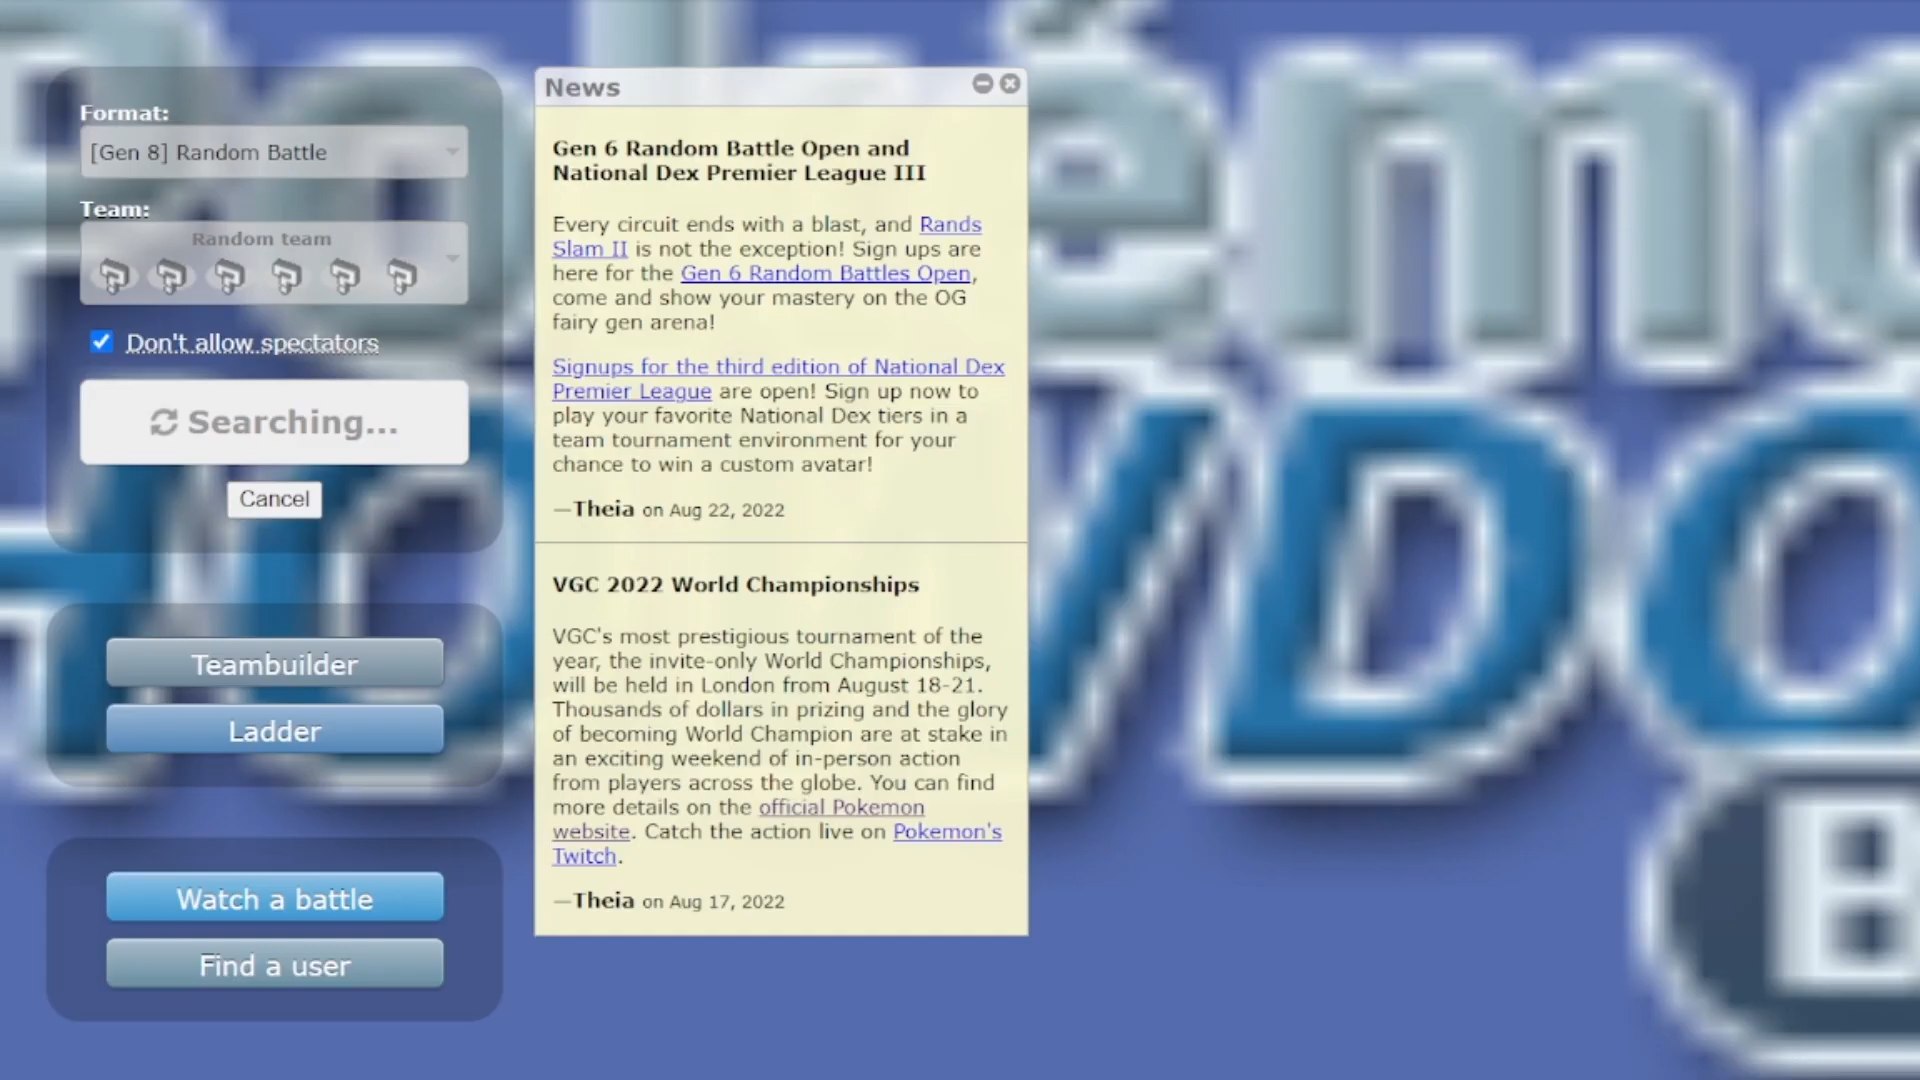 Format:
[Gen 8] Random Battle
Team:
Random team
Don't allow spectators
Searching...
Cancel
Teambuilder
Ladder
Watch a battle
Find a user
News
Gen 6 Random Battle Open and
National Dex Premier League III
Every circuit ends with a blast, and Rands
Slam II is not the exception! Sign ups are
here for the Gen 6 Random Battles Open,
come and show your mastery on the OG
fairy gen arena!
Signups for the third edition of National Dex
Premier League are open! Sign up now to
play your favorite National Dex tiers in a
team tournament environment for your
chance to win a custom avatar!
—Theia on Aug 22, 2022
VGC 2022 World Championships
VGC's most prestigious tournament of the
year, the invite-only World Championships,
will be held in London from August 18-21.
Thousands of dollars in prizing and the glory
of becoming World Champion are at stake in
an exciting weekend of in-person action
from players across the globe. You can find
more details on the official Pokemon
website. Catch the action live on Pokemon's
Twitch.
—Theia on Aug 17, 2022